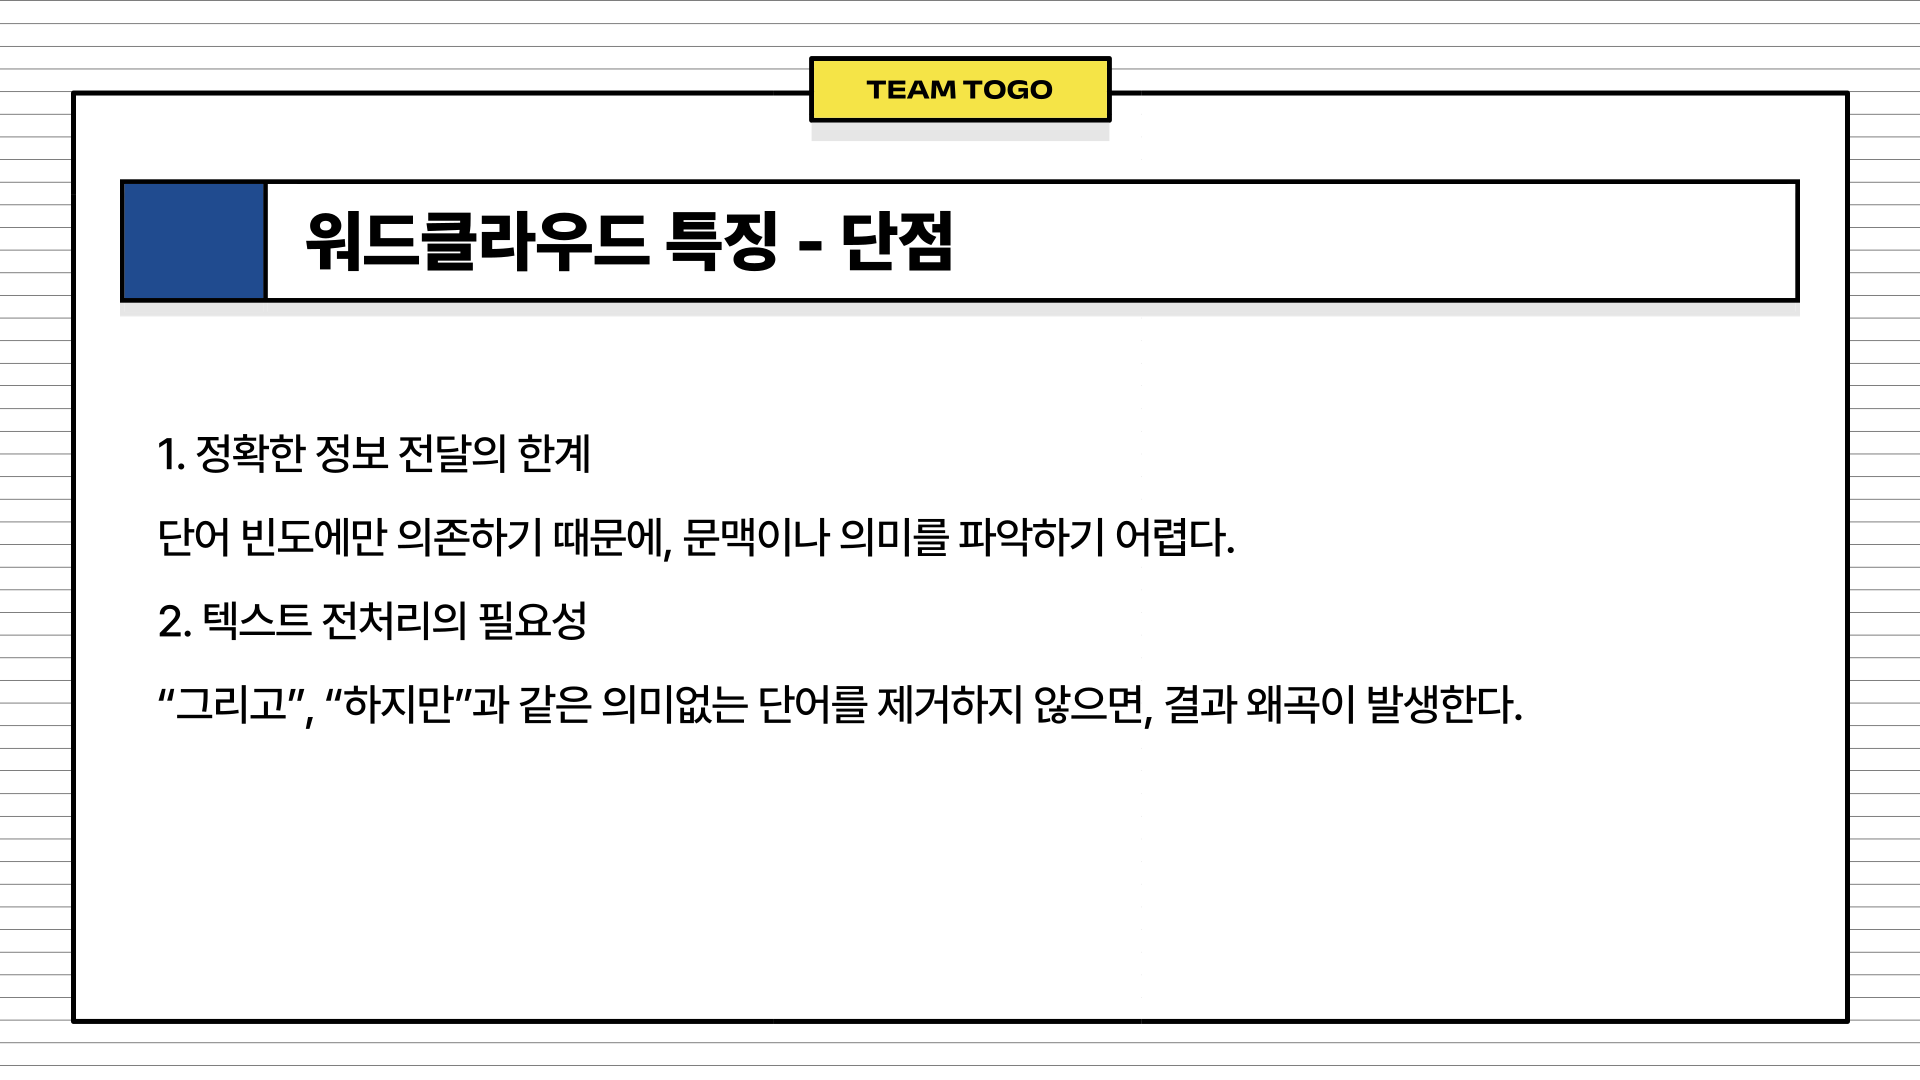 TEAM TOGO
워드클라우드 특징 - 단점
1. 정확한 정보 전달의 한계
단어 빈도에만 의존하기 때문에, 문맥이나 의미를 파악하기 어렵다.
2. 텍스트 전처리의 필요성
“그리고”, “하지만”과 같은 의미없는 단어를 제거하지 않으면, 결과 왜곡이 발생한다.